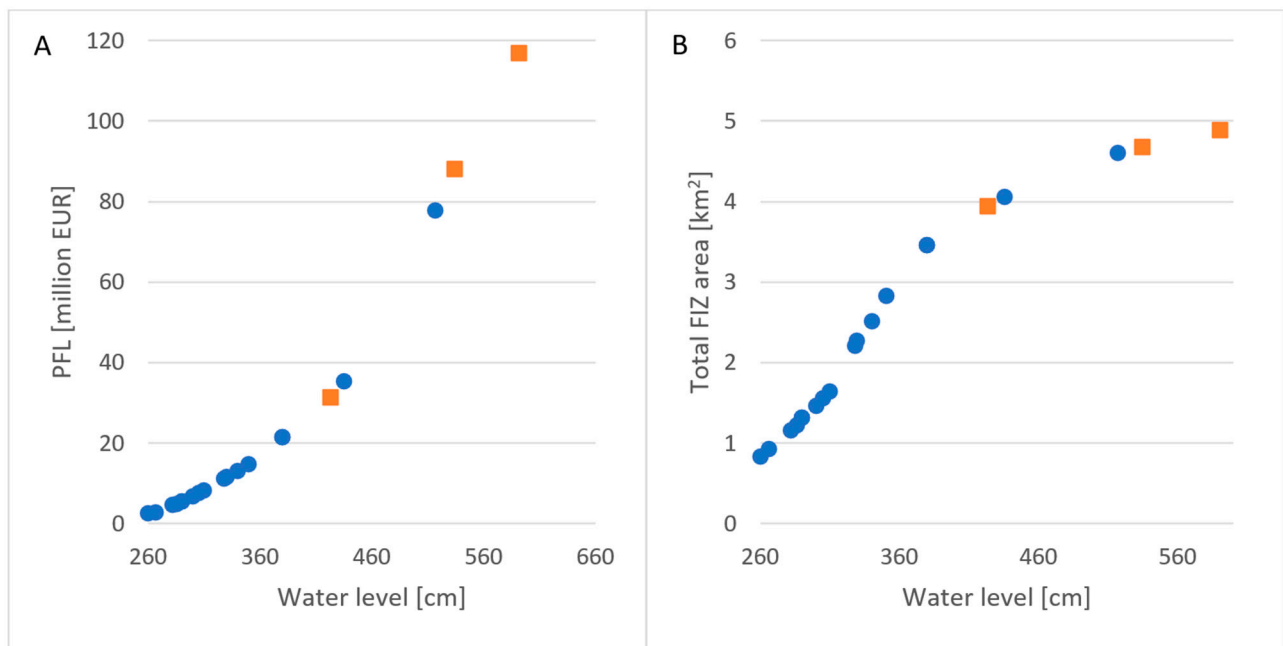 A
PFL [million EUR]
120
100
80
60
40
20
0
260 360 460 560 660
Water level [cm]
B
Total FIZ area [km²]
6
5
4
3
2
1
0
260 360 460 560
Water level [cm]